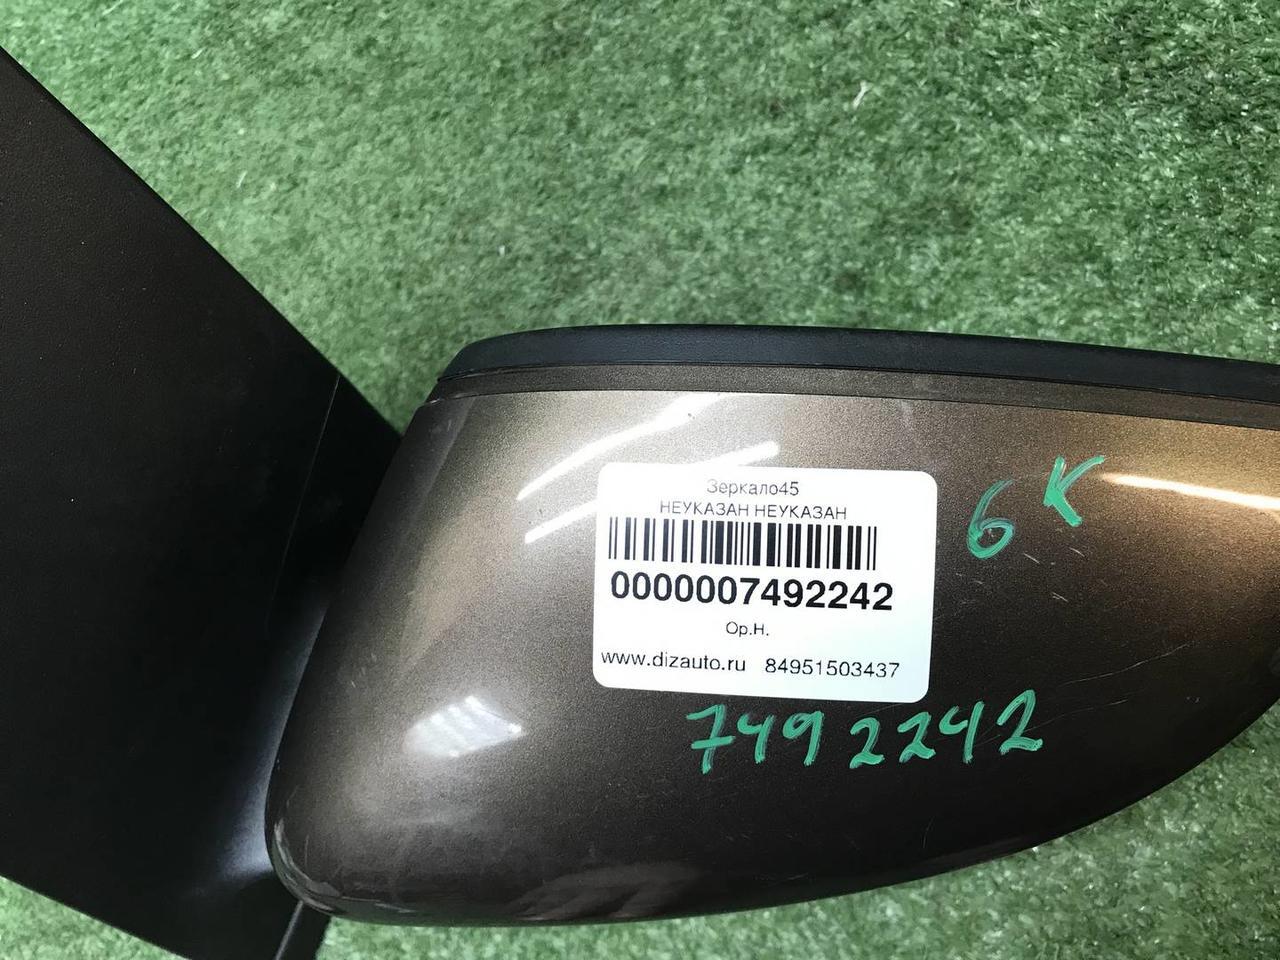 Зеркало45
НЕУКАЗАН НЕУКАЗАН
0000007492242
Ор.Н.
www.dizauto.ru 84951503437
6 К
7492242